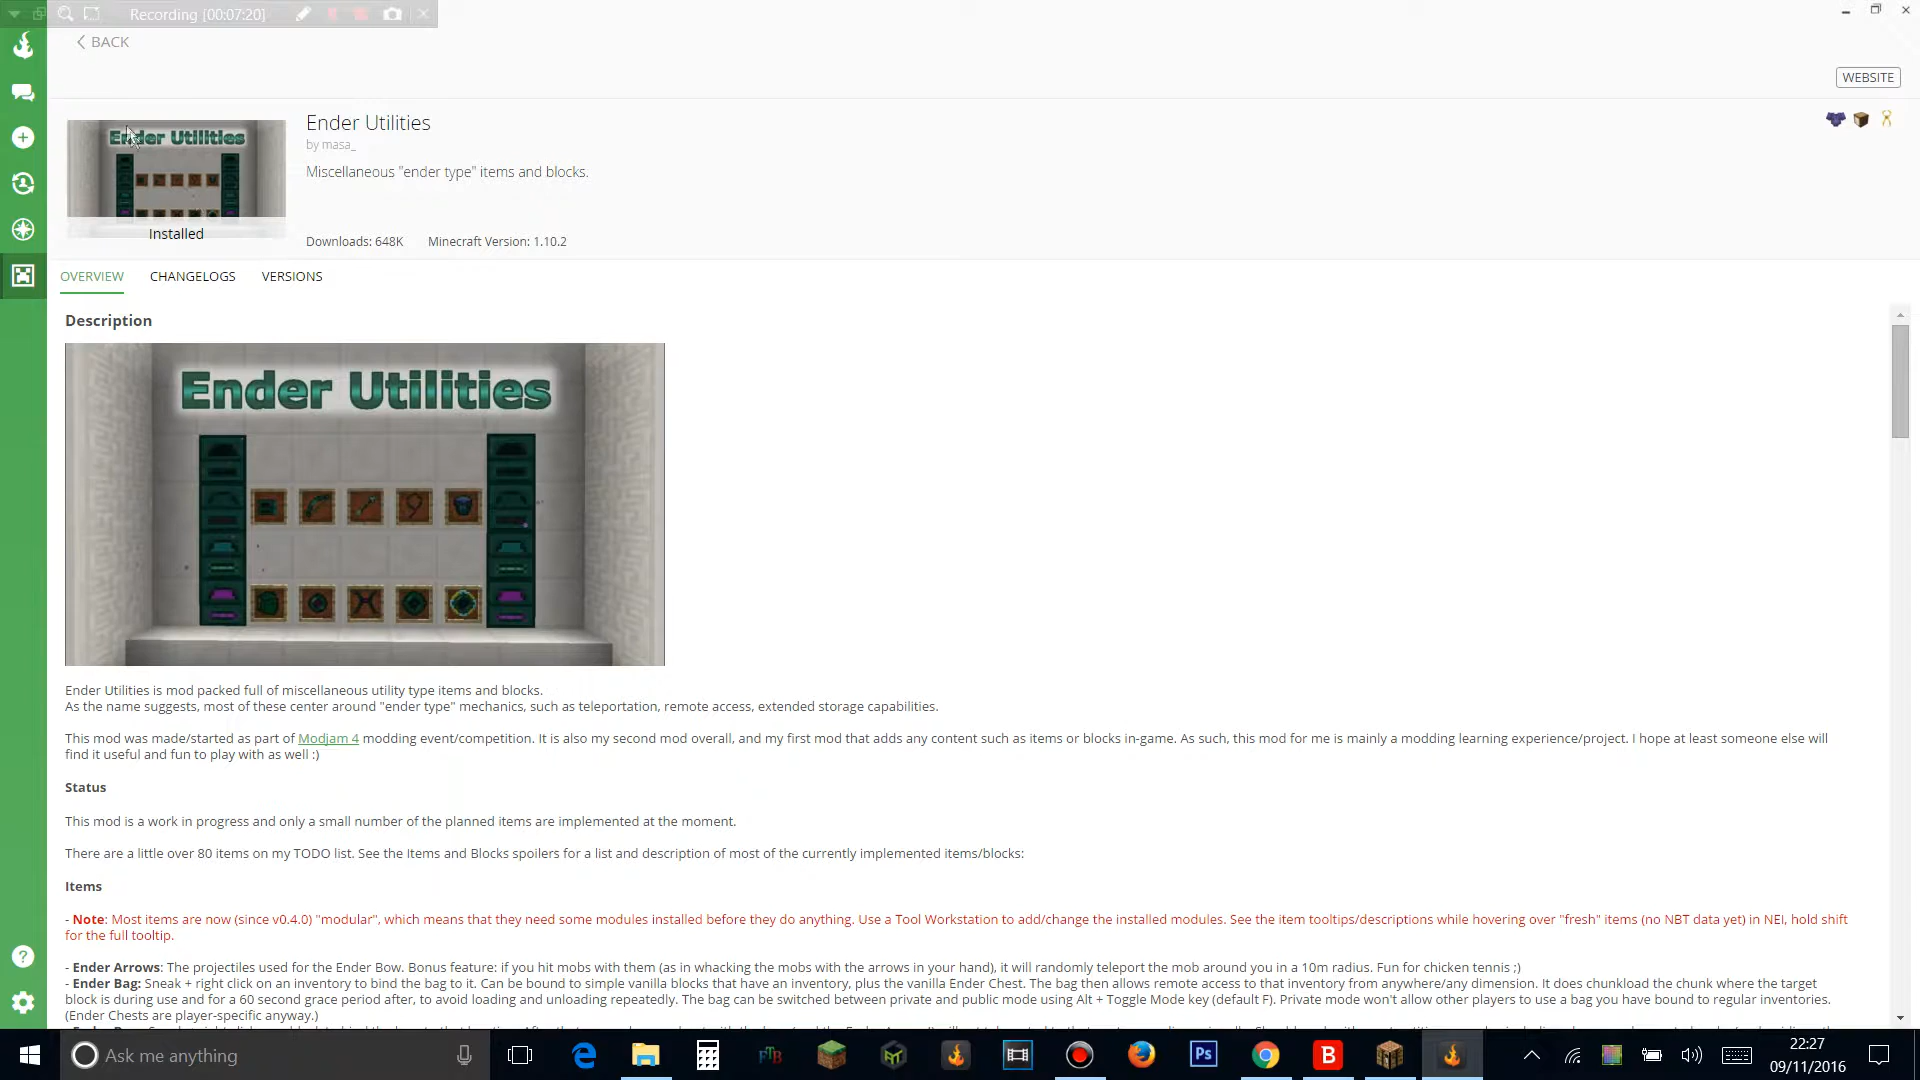 Recording [00:07:20]
BACK
WEBSITE
Ender Utilities
Installed
Ender Utilities
by masa_
Miscellaneous "ender type" items and blocks.
Downloads: 648K Minecraft Version: 1.10.2
OVERVIEW CHANGELOGS VERSIONS
Description
Ender Utilities
Ender Utilities is mod packed full of miscellaneous utility type items and blocks.
As the name suggests, most of these center around "ender type" mechanics, such as teleportation, remote access, extended storage capabilities.
This mod was made/started as part of Modjam 4 modding event/competition. It is also my second mod overall, and my first mod that adds any content such as items or blocks in-game. As such, this mod for me is mainly a modding learning experience/project. I hope at least someone else will
find it useful and fun to play with as well :)
Status
This mod is a work in progress and only a small number of the planned items are implemented at the moment.
There are a little over 80 items on my TODO list. See the Items and Blocks spoilers for a list and description of most of the currently implemented items/blocks:
Items
- Note: Most items are now (since v0.4.0) "modular", which means that they need some modules installed before they do anything. Use a Tool Workstation to add/change the installed modules. See the item tooltips/descriptions while hovering over "fresh" items (no NBT data yet) in NEI, hold shift
for the full tooltip.
- Ender Arrows: The projectiles used for the Ender Bow. Bonus feature: if you hit mobs with them (as in whacking the mobs with the arrows in your hand), it will randomly teleport the mob around you in a 10m radius. Fun for chicken tennis ;)
- Ender Bag: Sneak + right click on an inventory to bind the bag to it. Can be bound to simple vanilla blocks that have an inventory, plus the vanilla Ender Chest. The bag then allows remote access to that inventory from anywhere/any dimension. It does chunkload the chunk where the target
block is during use and for a 60 second grace period after, to avoid loading and unloading repeatedly. The bag can be switched between private and public mode using Alt + Toggle Mode key (default F). Private mode won't allow other players to use a bag you have bound to regular inventories.
(Ender Chests are player-specific anyway.)
Ask me anything
FTB
Ps
B
22:27
09/11/2016